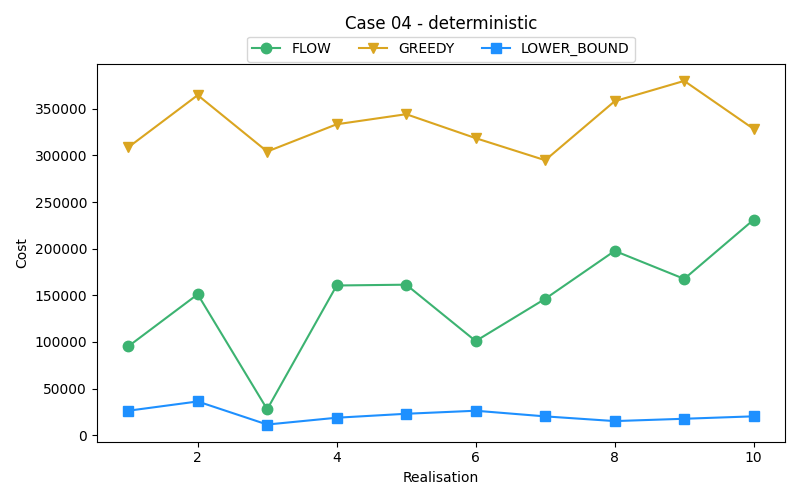 Case 04 - deterministic
FLOW GREEDY LOWER_BOUND
350000
300000
250000
200000
150000
100000
50000
0
Cost
2 4 6 8 10
Realisation